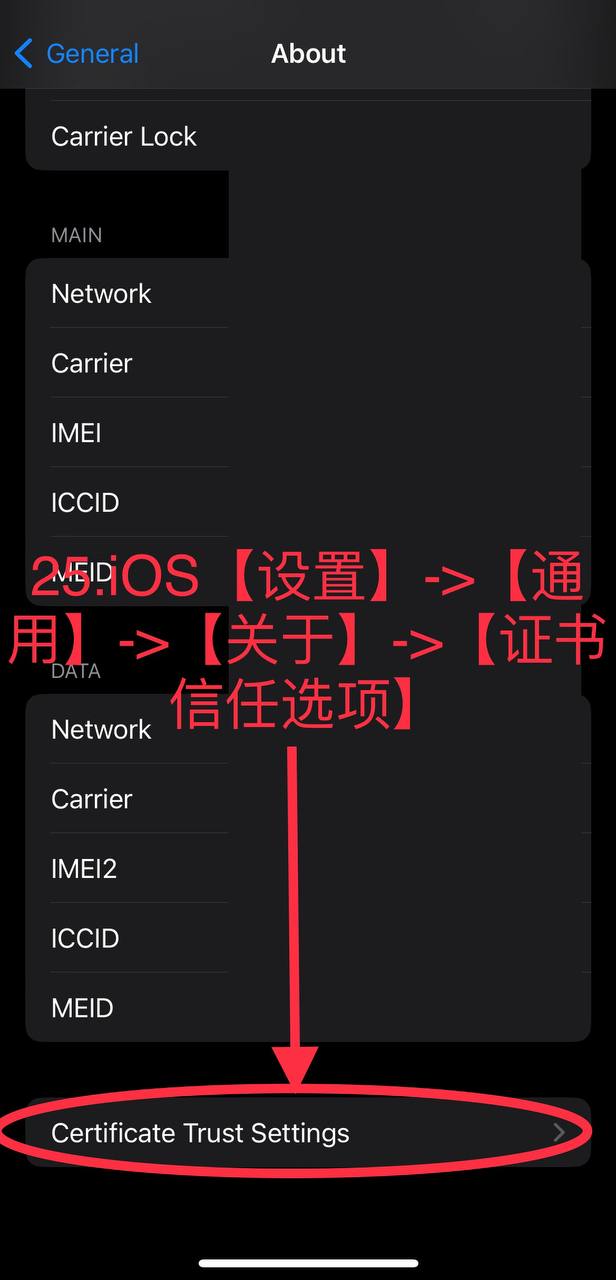 General
About
Carrier Lock
MAIN
Network
Carrier
IMEI
ICCID
MEID
25.iOS【设置】->【通
用】->【关于】->【证书
信任选项】
DATA
Network
Carrier
IMEI2
ICCID
MEID
Certificate Trust Settings